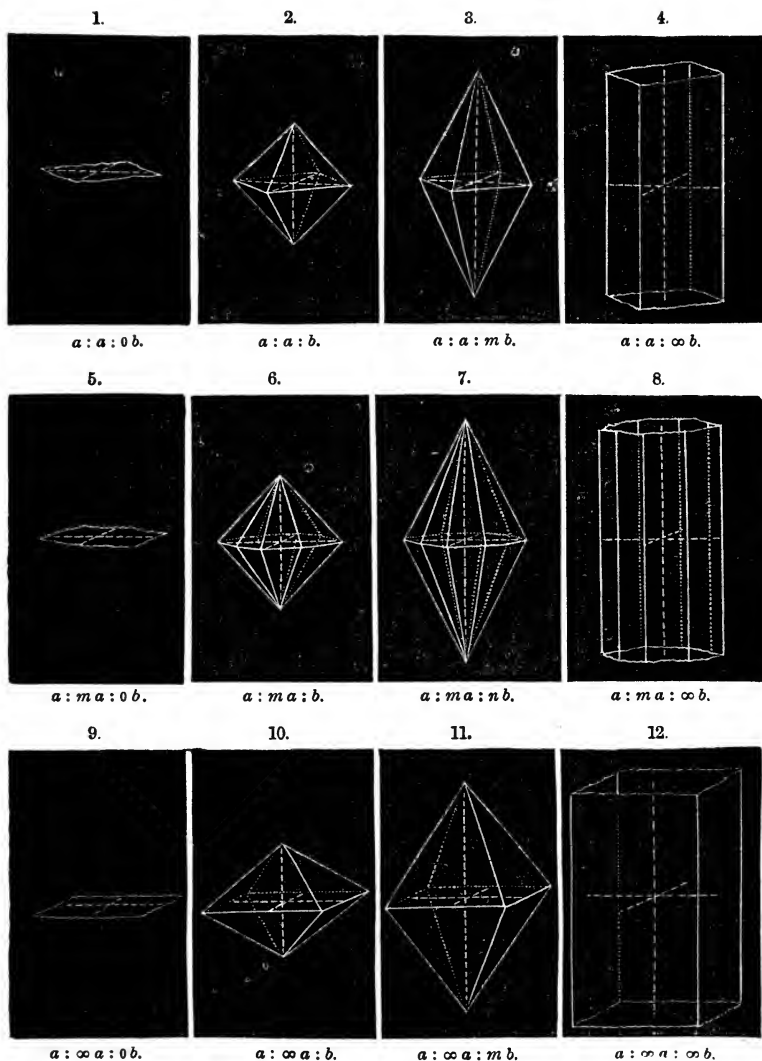 1. 2. 3. 4.
a : a : 0 b. a : a : b. a : a : m b. a : a : ∞ b.
5. 6. 7. 8.
a : m a : 0 b. a : m a : b. a : m a : n b. a : m a : ∞ b.
9. 10. 11. 12.
a : ∞ a : 0 b. a : ∞ a : b. a : ∞ a : m b. a : ∞ a : ∞ b.